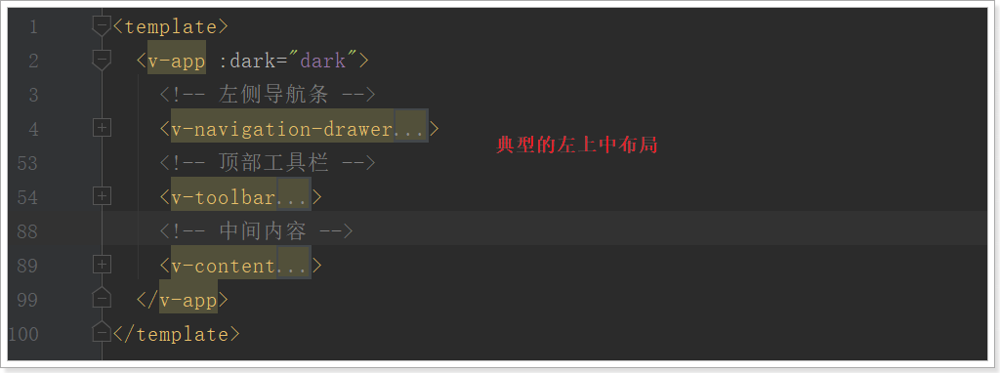 1 <template>
2 <v-app :dark="dark">
3 <!-- 左侧导航条 -->
4 <v-navigation-drawer...>
典型的左上中布局
53 <!-- 顶部工具栏 -->
54 <v-toolbar...>
88 <!-- 中间内容 -->
89 <v-content...>
99 </v-app>
100 </template>